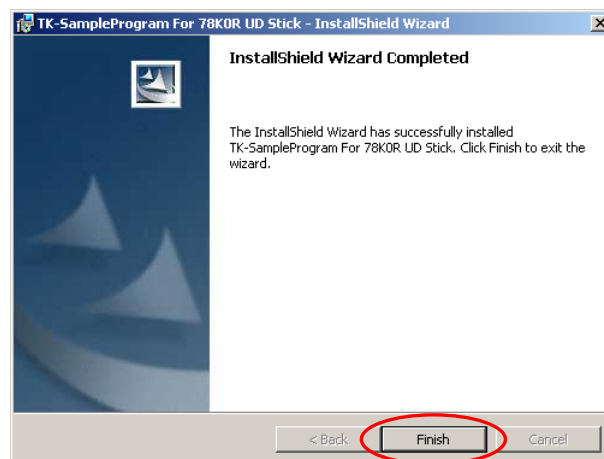 TK-SampleProgram For 78K0R UD Stick - InstallShield Wizard
InstallShield Wizard Completed
The InstallShield Wizard has successfully installed
TK-SampleProgram For 78K0R UD Stick. Click Finish to exit the
wizard.
< Back
Finish
Cancel